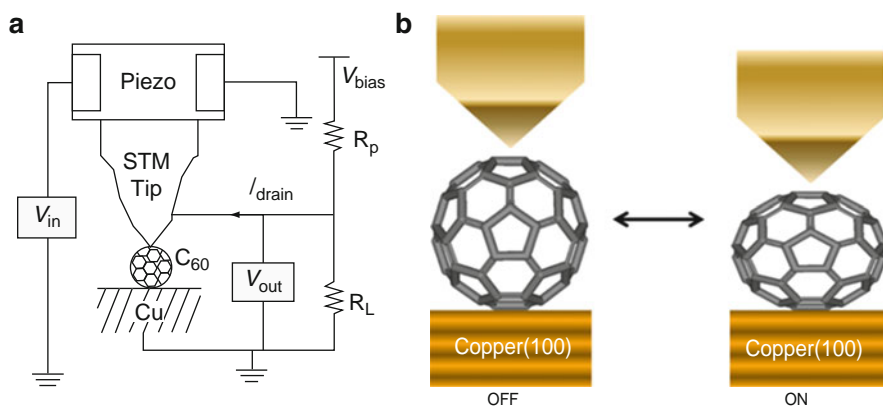 a
Piezo
V_bias
R_p
STM
Tip
I_drain
V_in
C_60
V_out
R_L
Cu
b
Copper(100)
OFF
Copper(100)
ON